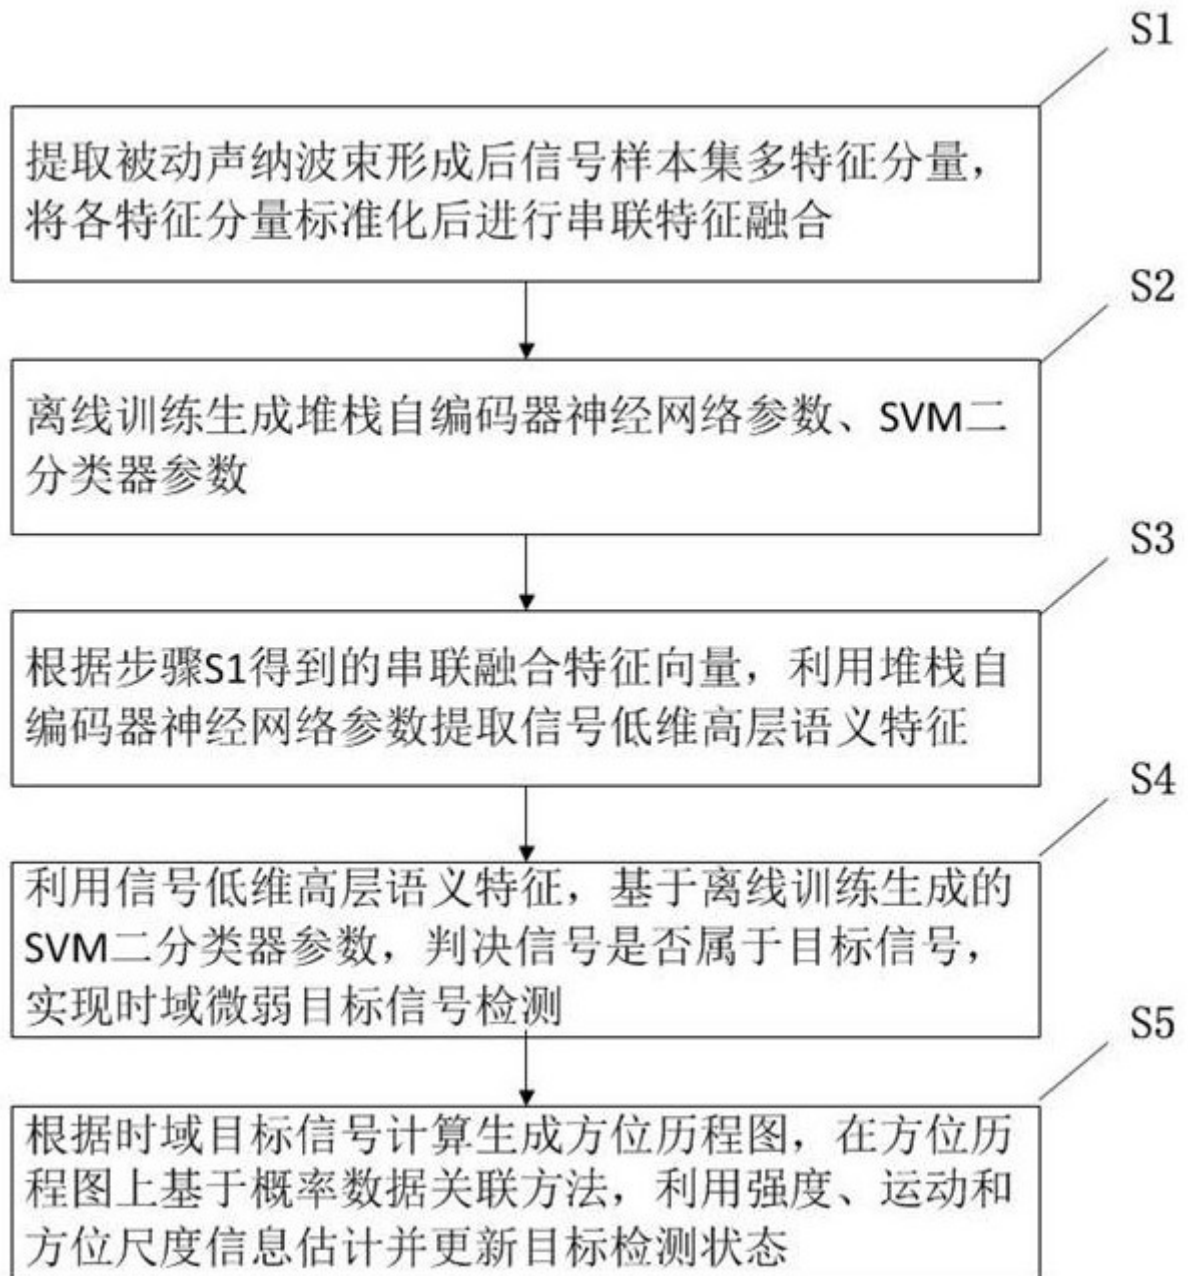 S1
提取被动声纳波束形成后信号样本集多特征分量，
将各特征分量标准化后进行串联特征融合
S2
离线训练生成堆栈自编码器神经网络参数、SVM二
分类器参数
S3
根据步骤S1得到的串联融合特征向量，利用堆栈自
编码器神经网络参数提取信号低维高层语义特征
S4
利用信号低维高层语义特征，基于离线训练生成的
SVM二分类器参数，判决信号是否属于目标信号，
实现时域微弱目标信号检测
S5
根据时域目标信号计算生成方位历程图，在方位历
程图上基于概率数据关联方法，利用强度、运动和
方位尺度信息估计并更新目标检测状态